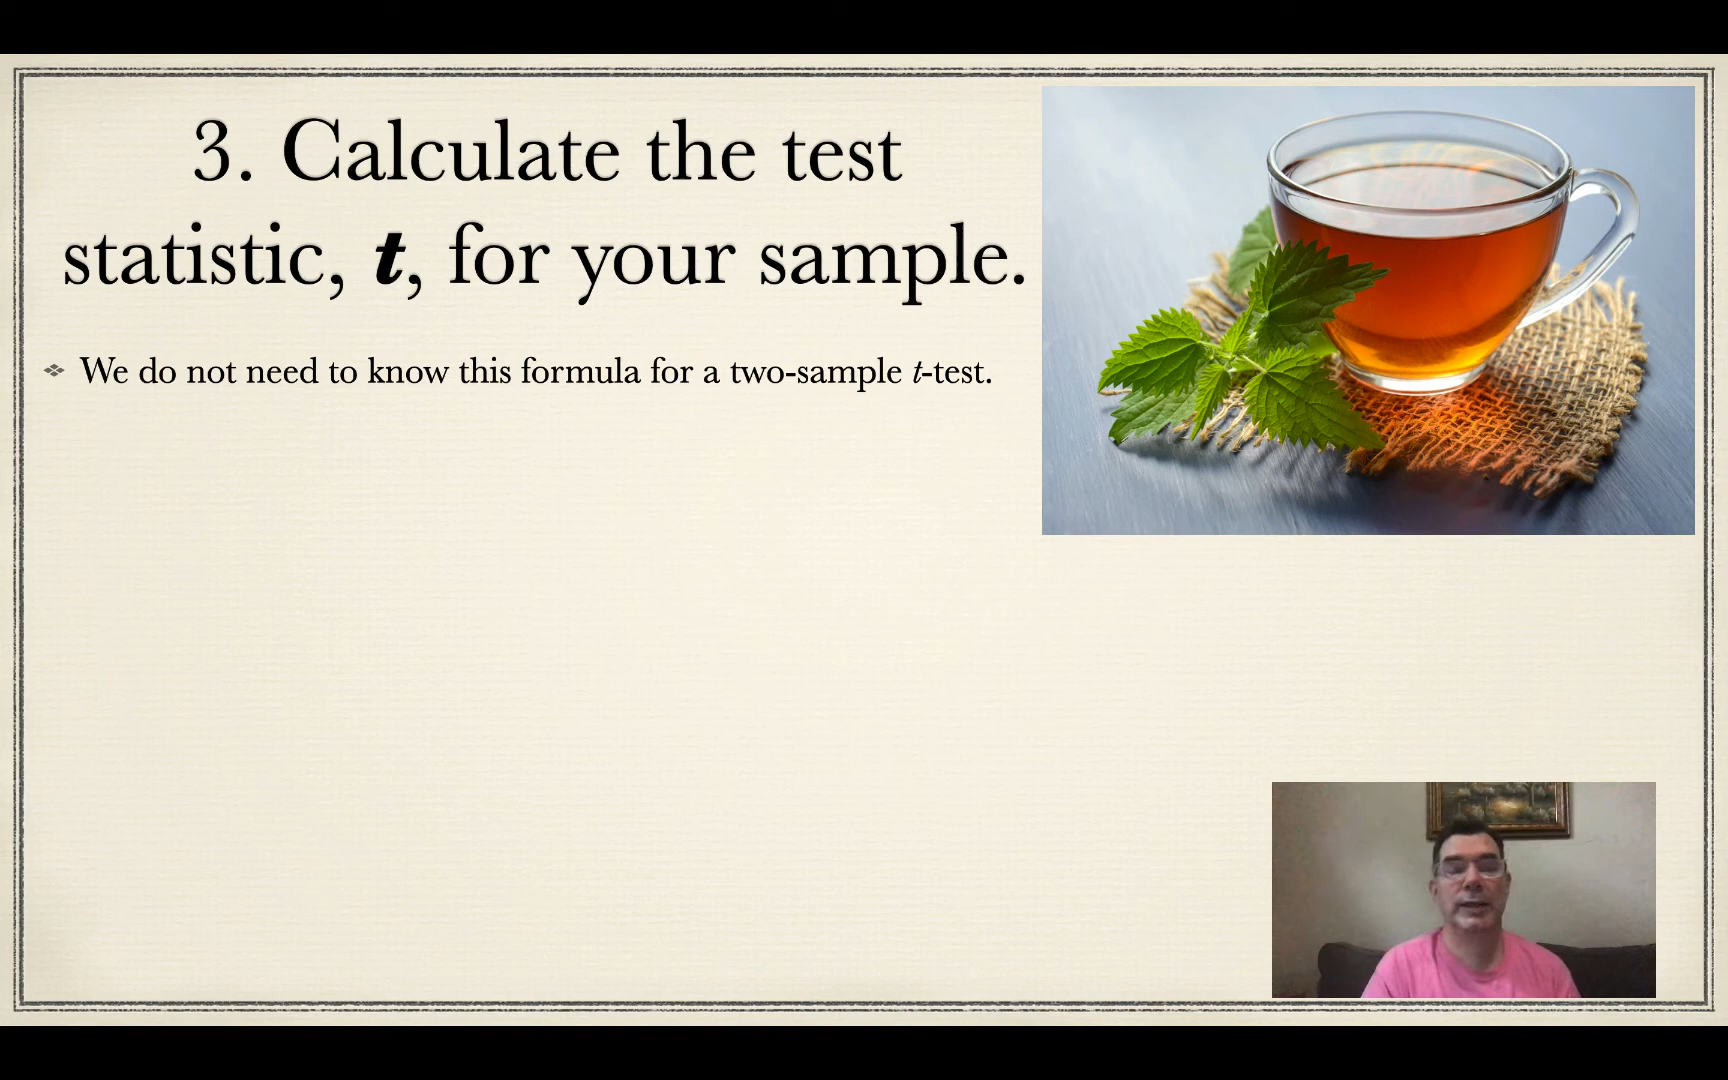 3. Calculate the test
statistic, t, for your sample.
We do not need to know this formula for a two-sample t-test.